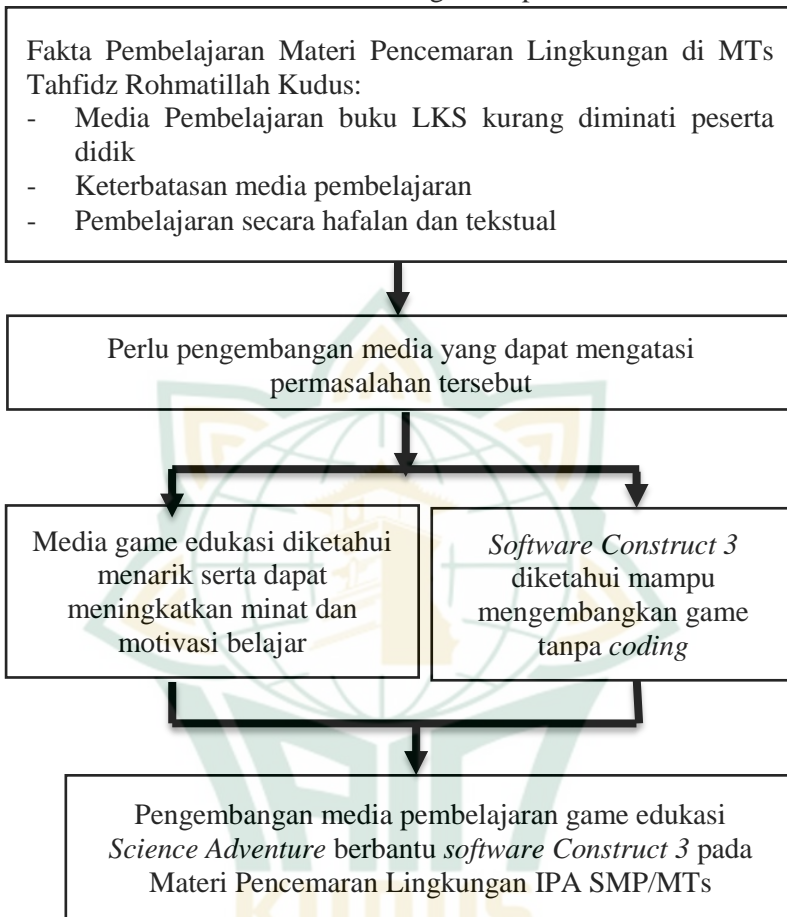 Fakta Pembelajaran Materi Pencemaran Lingkungan di MTs
Tahfidz Rohmatillah Kudus:
- Media Pembelajaran buku LKS kurang diminati peserta
didik
- Keterbatasan media pembelajaran
- Pembelajaran secara hafalan dan tekstual
Perlu pengembangan media yang dapat mengatasi
permasalahan tersebut
Media game edukasi diketahui
menarik serta dapat
meningkatkan minat dan
motivasi belajar
Software Construct 3
diketahui mampu
mengembangkan game
tanpa coding
Pengembangan media pembelajaran game edukasi
Science Adventure berbantu software Construct 3 pada
Materi Pencemaran Lingkungan IPA SMP/MTs
KUDUS